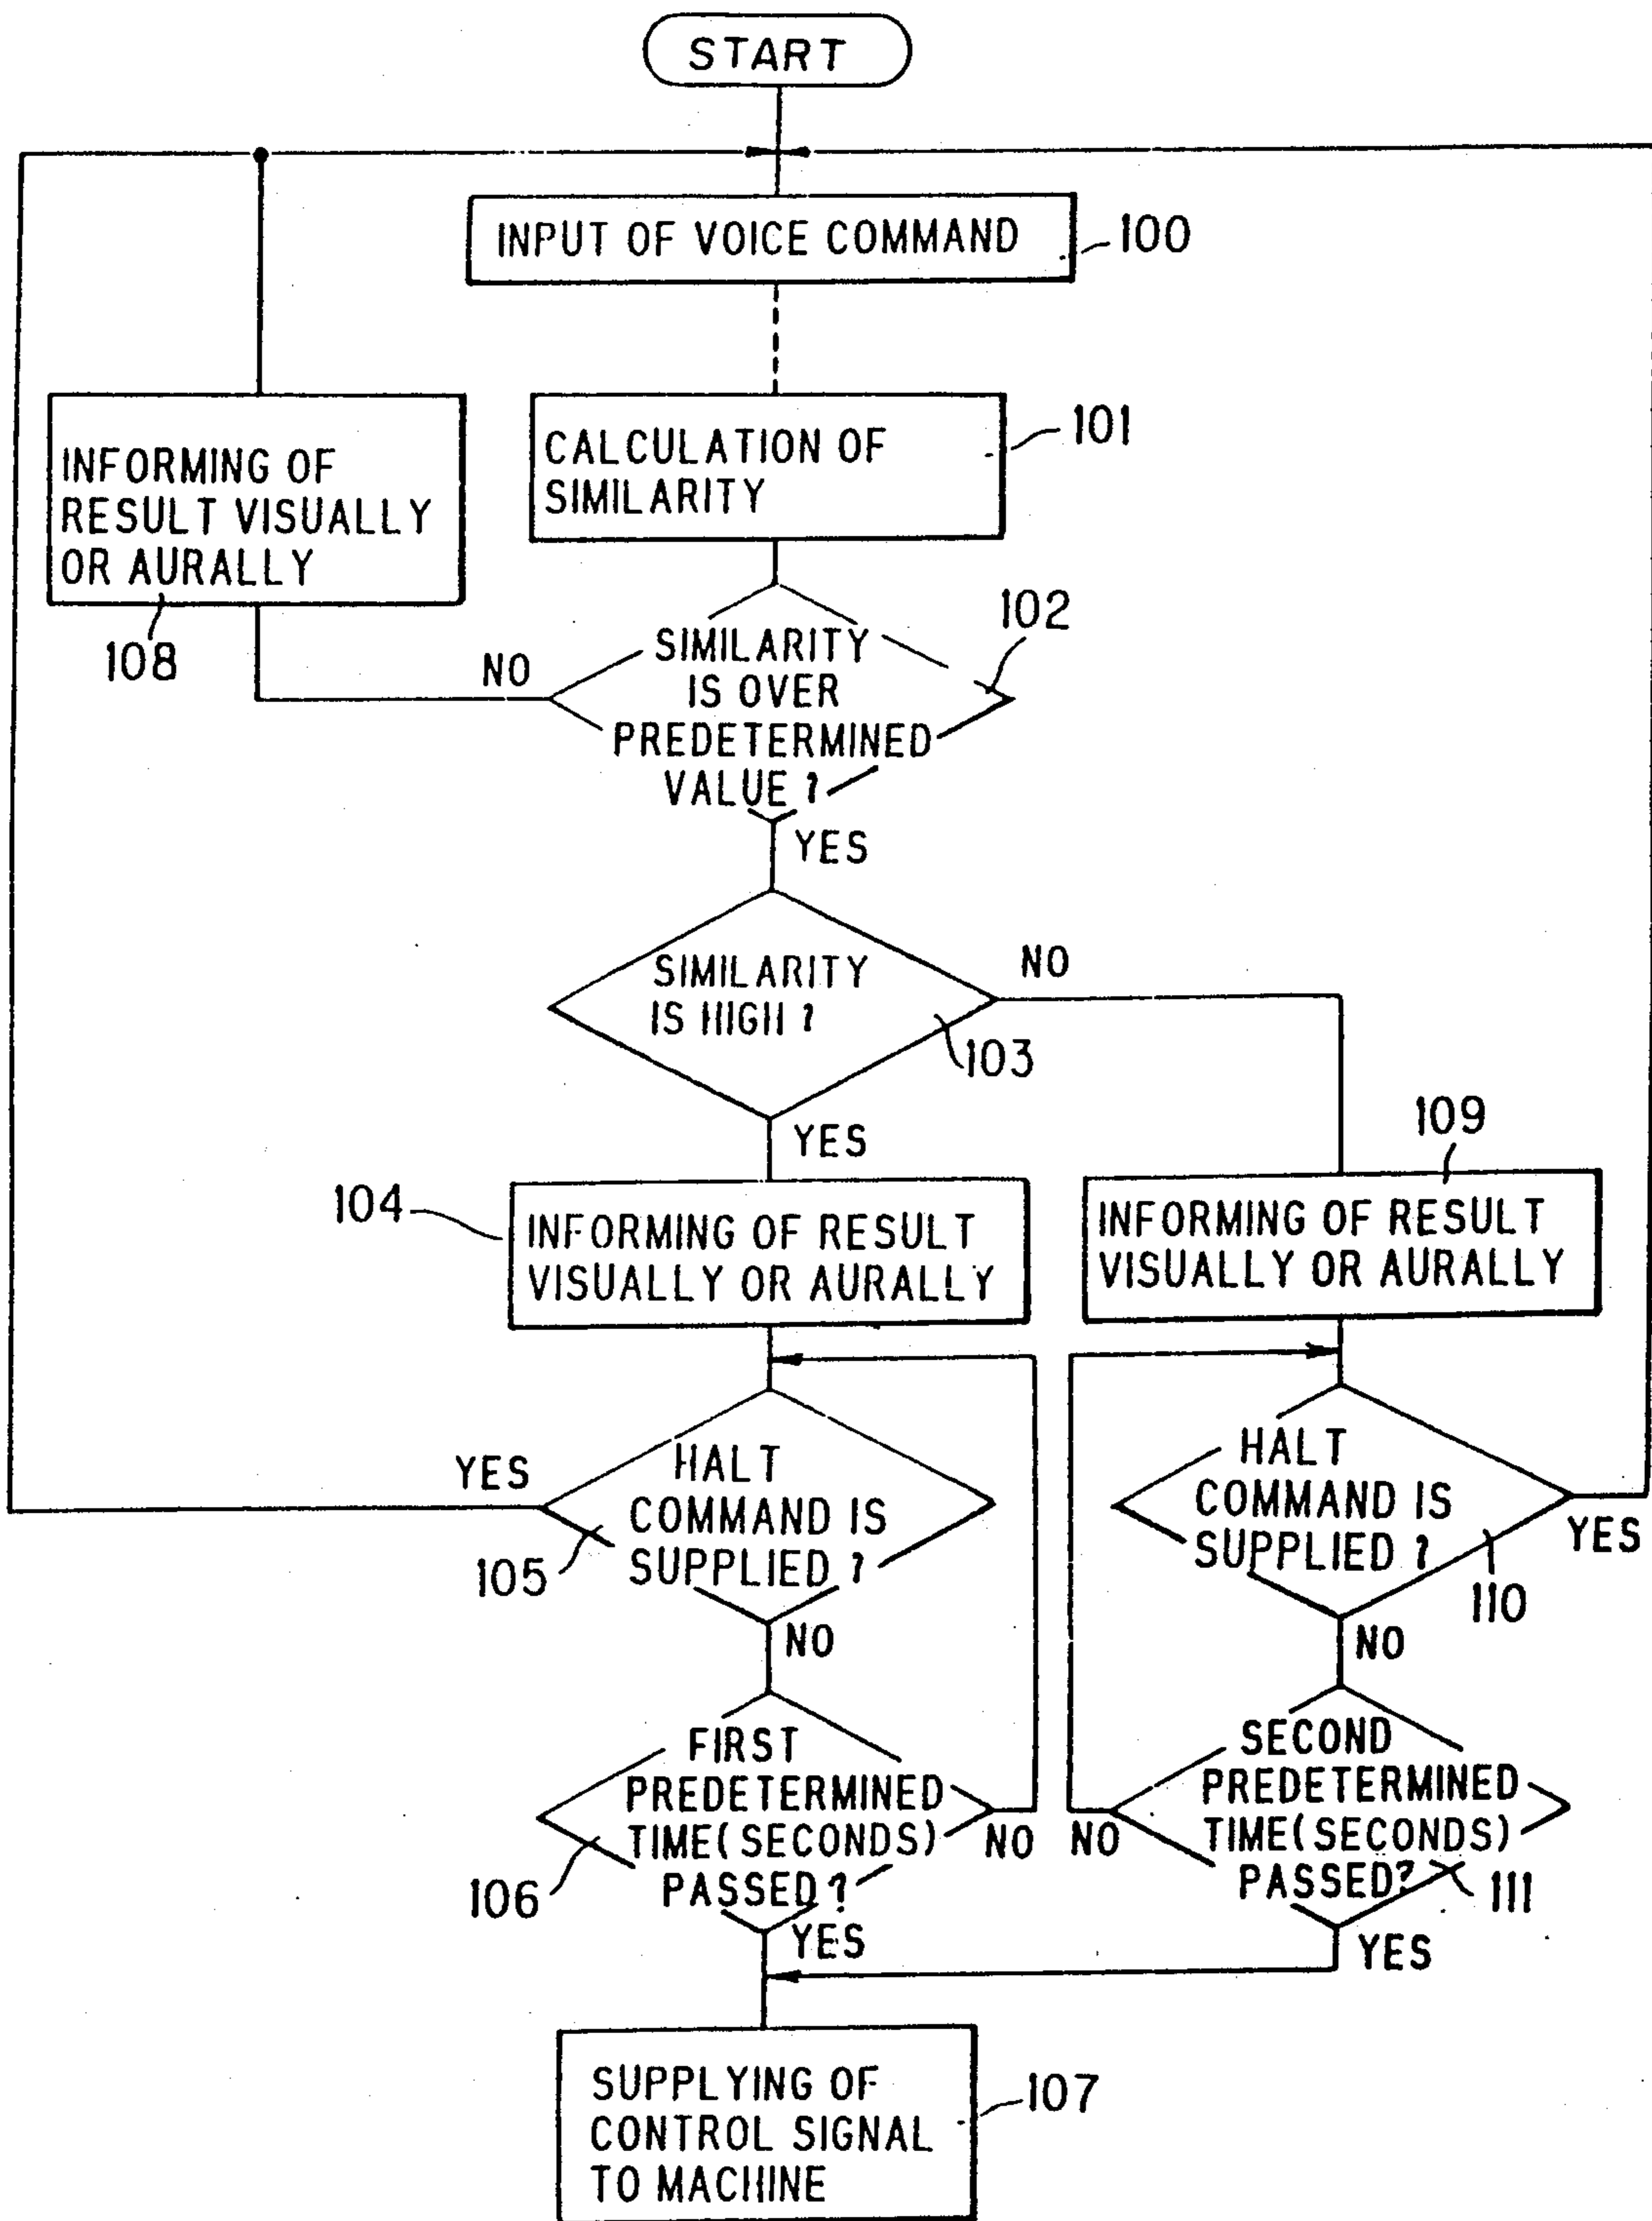 START
INPUT OF VOICE COMMAND
100
CALCULATION OF
SIMILARITY
101
INFORMING OF
RESULT VISUALLY
OR AURALLY
108
SIMILARITY
IS OVER
PREDETERMINED
VALUE ?
102
NO
YES
SIMILARITY
IS HIGH ?
103
NO
YES
104
INFORMING OF RESULT
VISUALLY OR AURALLY
109
INFORMING OF RESULT
VISUALLY OR AURALLY
YES
HALT
COMMAND IS
SUPPLIED ?
105
NO
HALT
COMMAND IS
SUPPLIED ?
YES
110
NO
FIRST
PREDETERMINED
TIME(SECONDS)
PASSED ?
106
NO
YES
SECOND
PREDETERMINED
TIME(SECONDS)
PASSED?
111
NO
YES
SUPPLYING OF
CONTROL SIGNAL
TO MACHINE
107